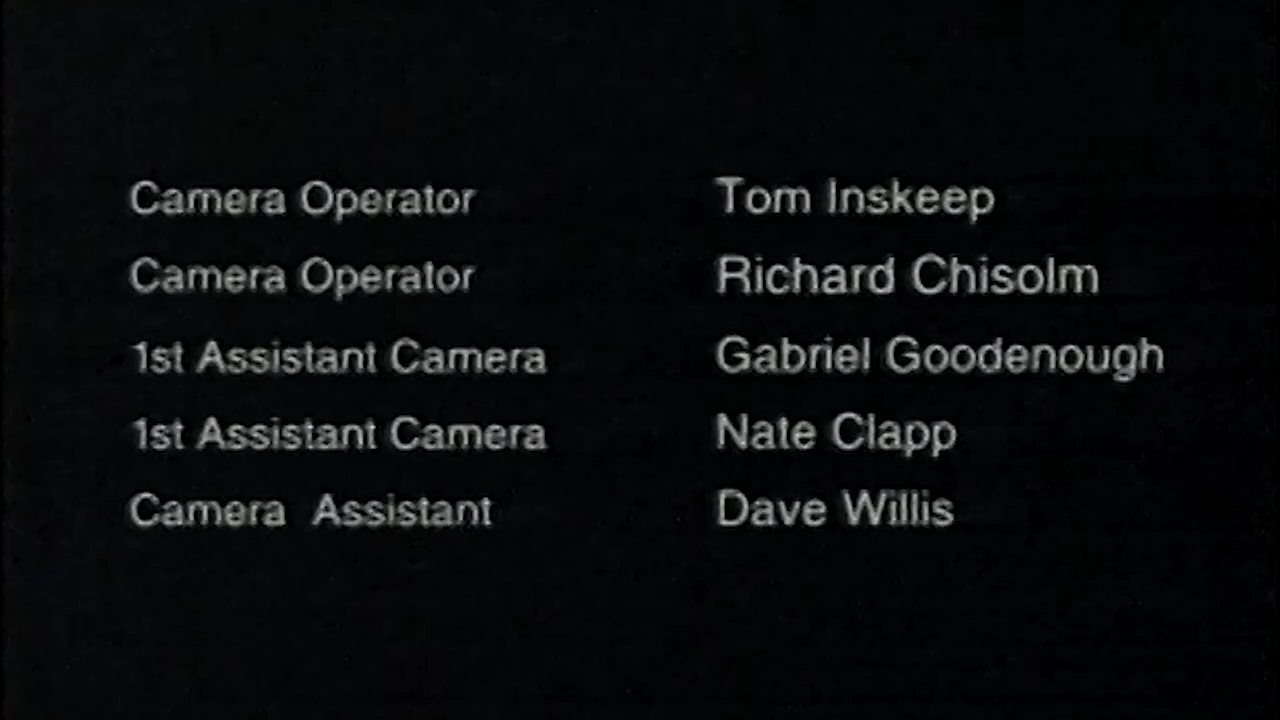 Camera Operator Tom Inskeep
Camera Operator Richard Chisolm
1st Assistant Camera Gabriel Goodenough
1st Assistant Camera Nate Clapp
Camera Assistant Dave Willis